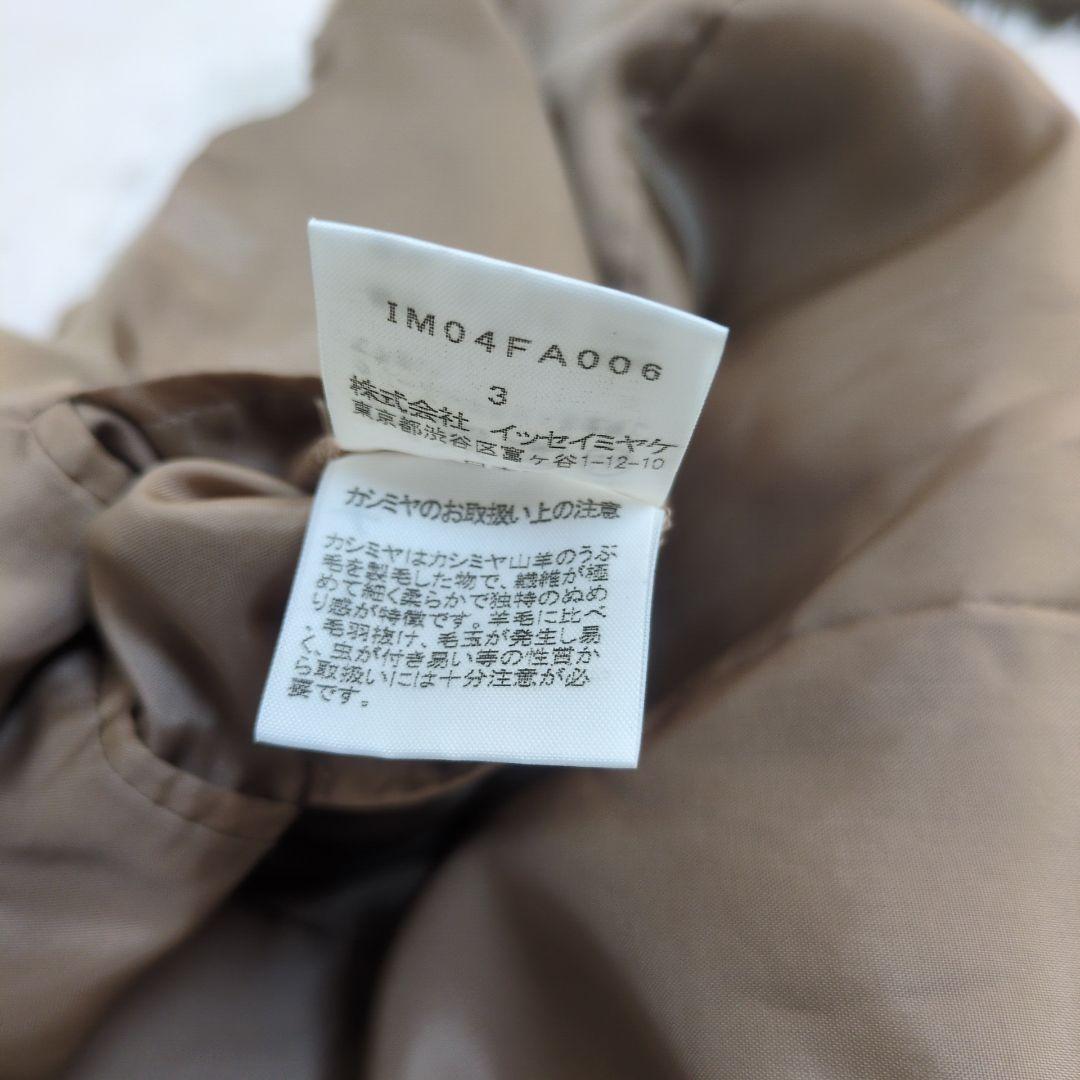 IM04FA006
3
株式会社 イッセイミヤケ
東京都渋谷区富ヶ谷1-12-10
カシミヤのお取扱い上の注意
カシミヤはカシミヤ山羊のうぶ
毛を製毛した物で、繊維が極
めて細く柔らかで独特のぬめ
り感が特徴です。羊毛に比べ
、毛羽抜け、毛玉が発生し易
く、虫が付き易い等の性質か
ら取扱いには十分注意が必
要です。